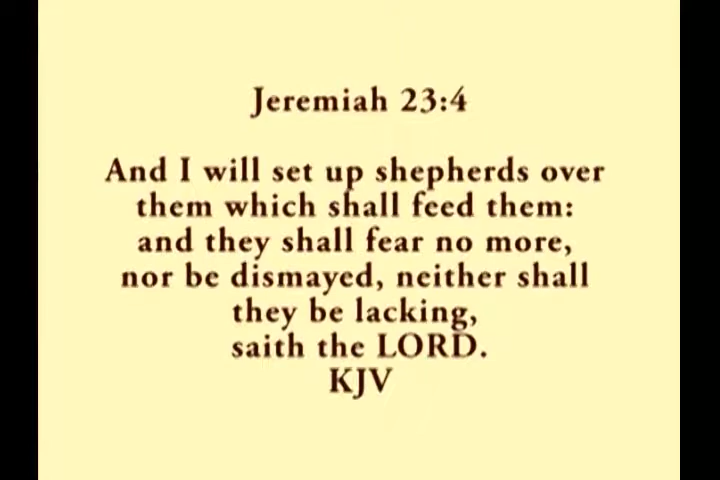 Jeremiah 23:4
And I will set up shepherds over
them which shall feed them:
and they shall fear no more,
nor be dismayed, neither shall
they be lacking,
saith the LORD.
KJV